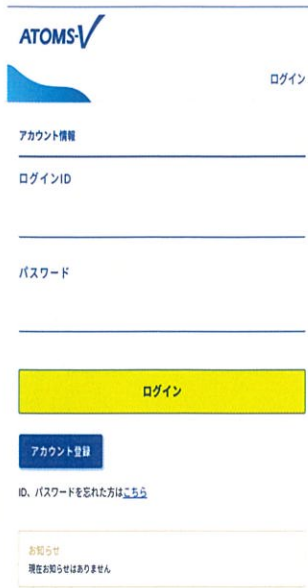 ATOMS-V
ログイン
アカウント情報
ログインID
パスワード
ログイン
アカウント登録
ID、パスワードを忘れた方はこちら
お知らせ
現在お知らせはありません